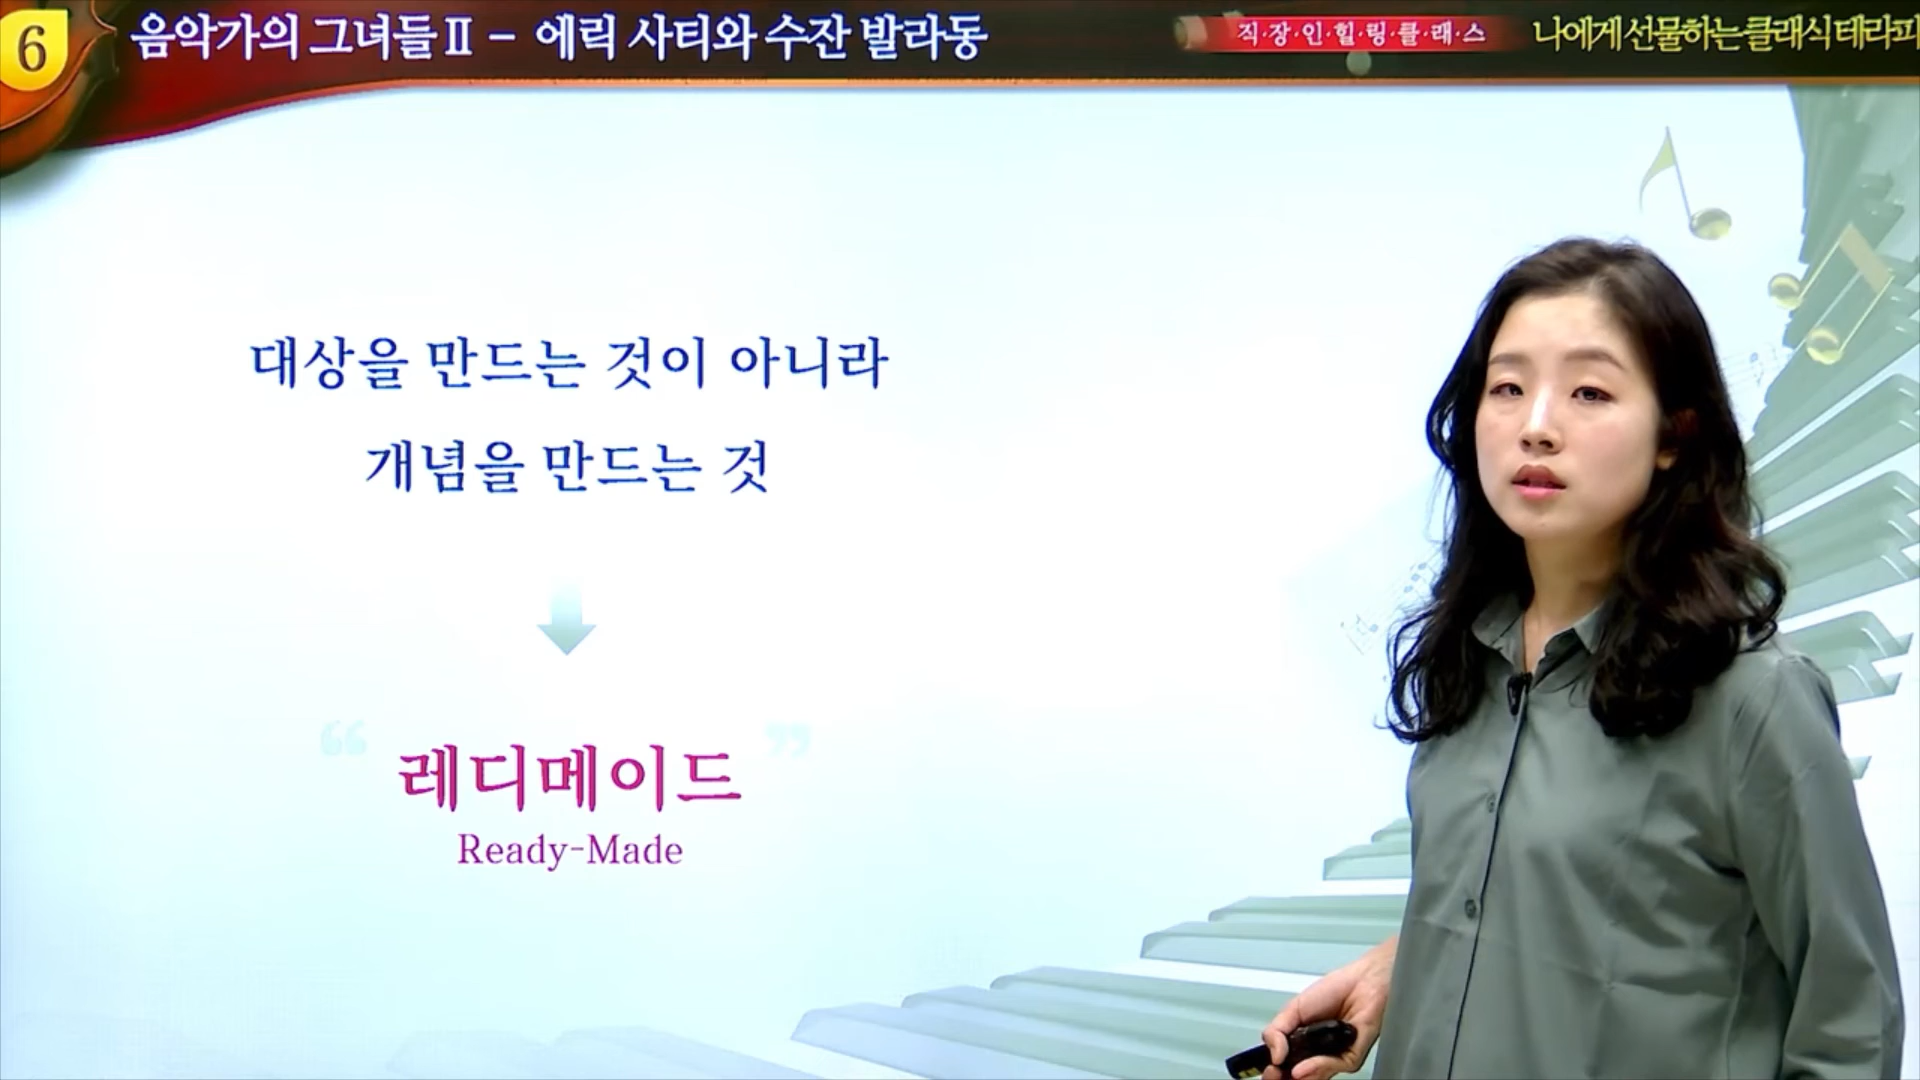 6
음악가의 그녀들 Ⅱ - 에릭 사티와 수잔 발라동
직·장·인·힐·링·클·래·스
나에게 선물하는 클래식 테라피
대상을 만드는 것이 아니라
개념을 만드는 것
“ 레디메이드 ”
Ready-Made